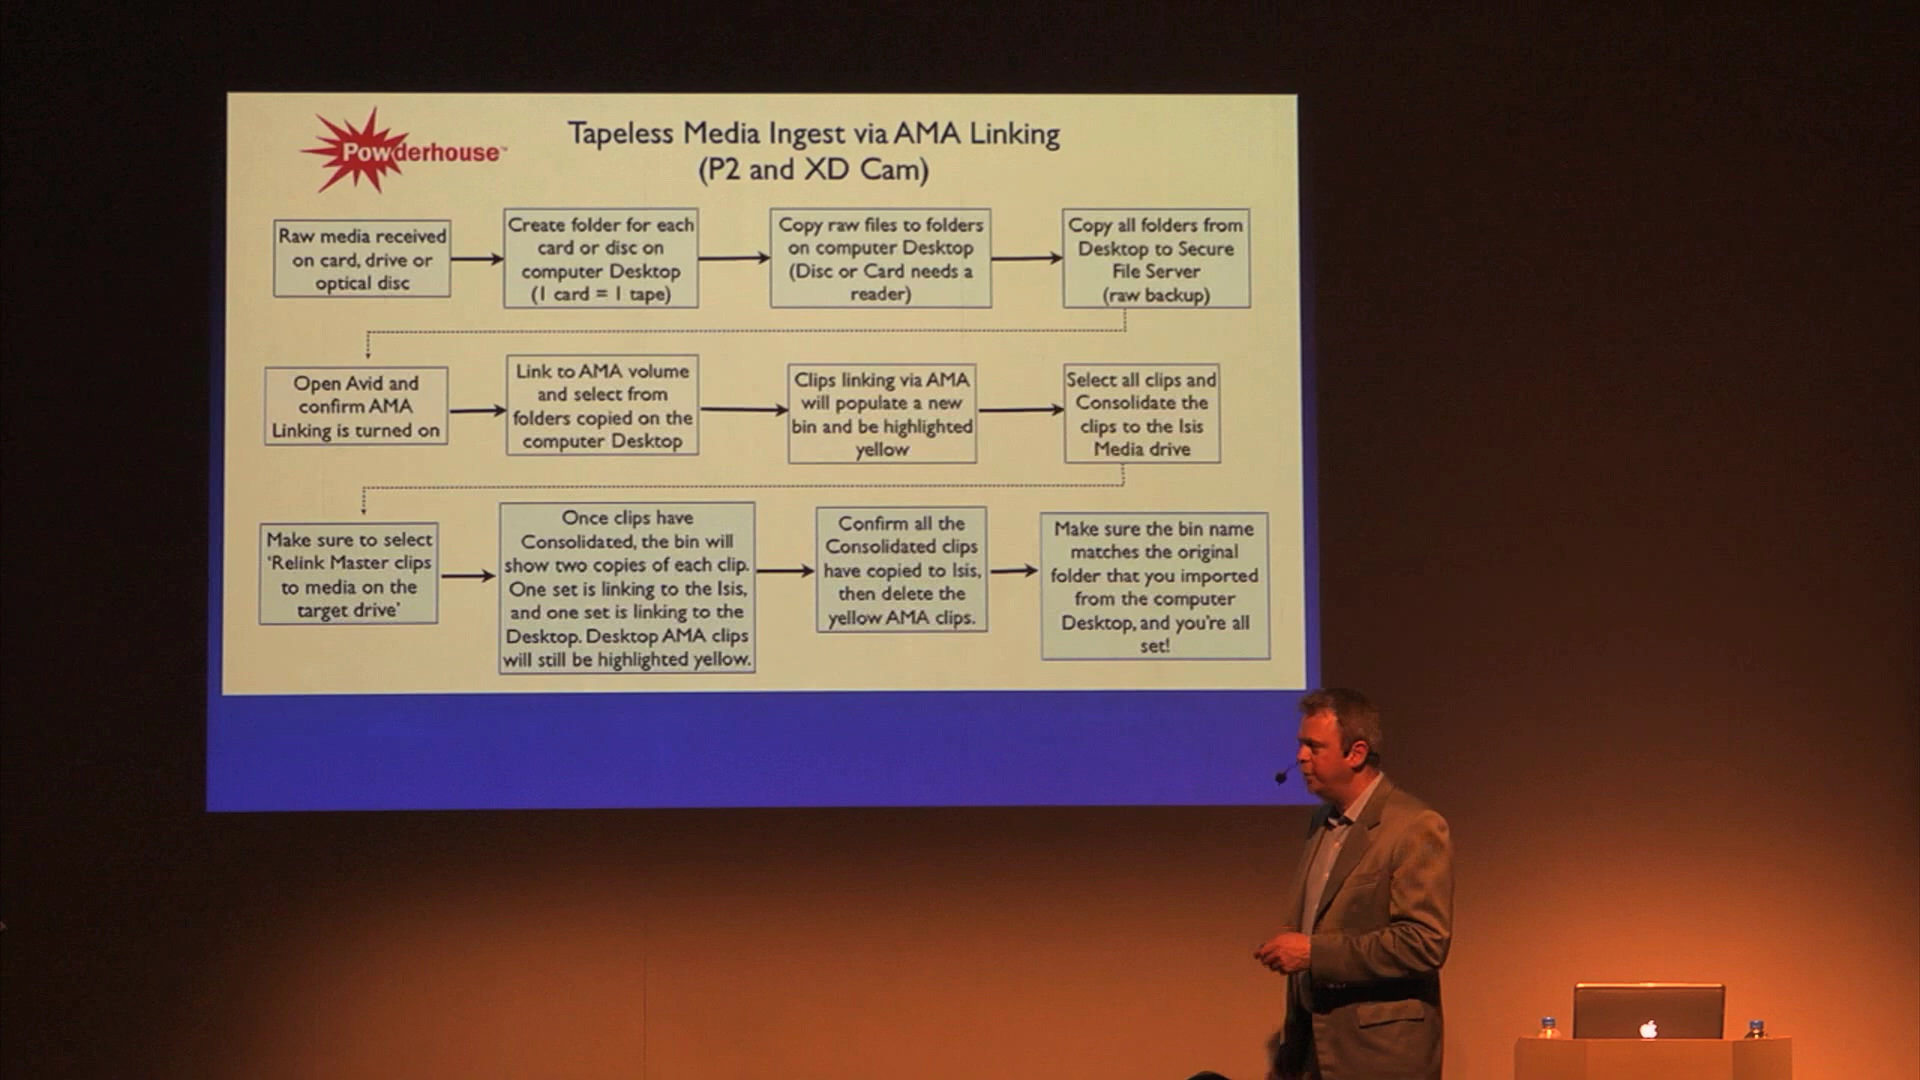 Powderhouse™
Tapeless Media Ingest via AMA Linking
(P2 and XD Cam)
Raw media received
on card, drive or
optical disc
Create folder for each
card or disc on
computer Desktop
(1 card = 1 tape)
Copy raw files to folders
on computer Desktop
(Disc or Card needs a
reader)
Copy all folders from
Desktop to Secure
File Server
(raw backup)
Open Avid and
confirm AMA
Linking is turned on
Link to AMA volume
and select from
folders copied on the
computer Desktop
Clips linking via AMA
will populate a new
bin and be highlighted
yellow
Select all clips and
Consolidate the
clips to the Isis
Media drive
Make sure to select
‘Relink Master clips
to media on the
target drive’
Once clips have
Consolidated, the bin will
show two copies of each clip.
One set is linking to the Isis,
and one set is linking to the
Desktop. Desktop AMA clips
will still be highlighted yellow.
Confirm all the
Consolidated clips
have copied to Isis,
then delete the
yellow AMA clips.
Make sure the bin name
matches the original
folder that you imported
from the computer
Desktop, and you're all
set!